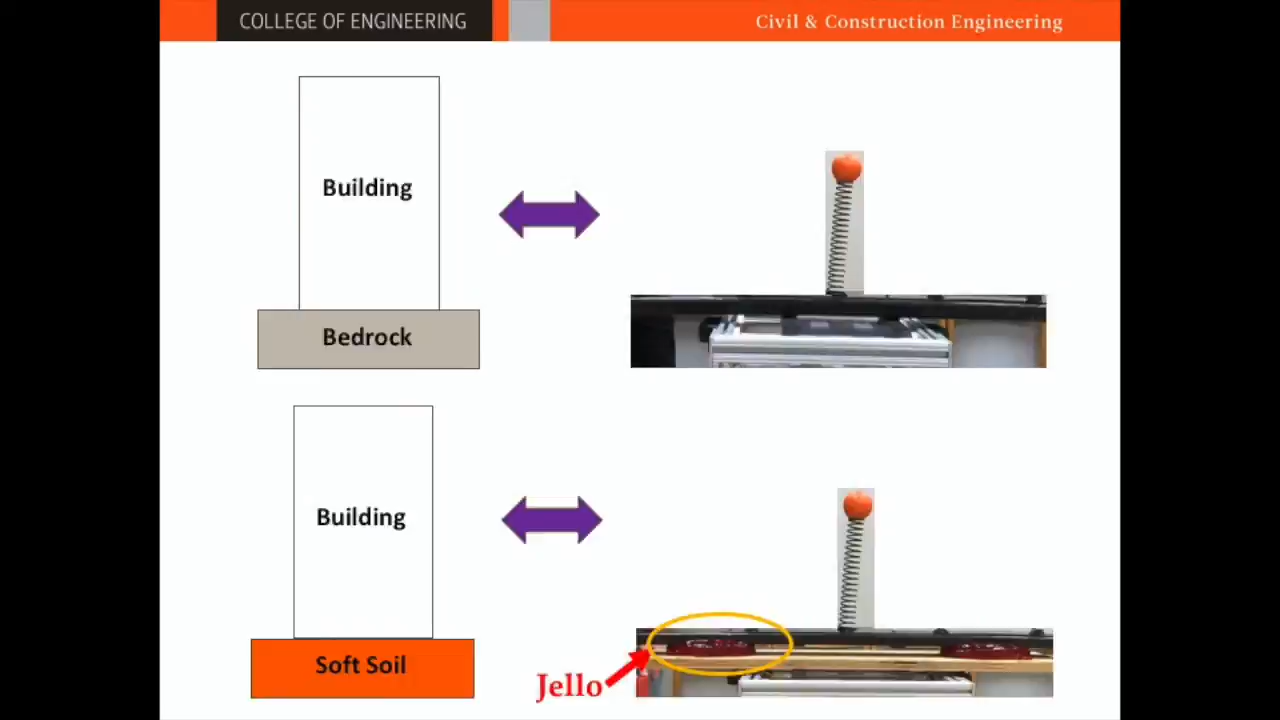 COLLEGE OF ENGINEERING
Civil & Construction Engineering
Building
Bedrock
Building
Soft Soil
Jello